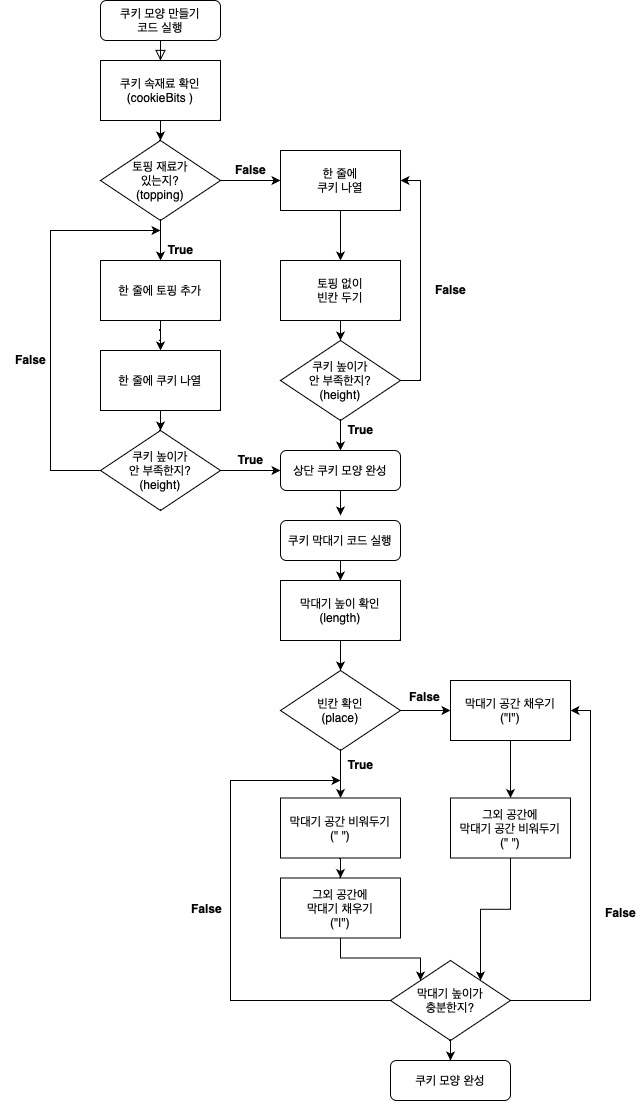 쿠키 모양 만들기
코드 실행
쿠키 속재료 확인
(cookieBits )
토핑 재료가
있는지?
(topping)
False
한 줄에
쿠키 나열
True
한 줄에 토핑 추가
토핑 없이
빈칸 두기
False
False
한 줄에 쿠키 나열
쿠키 높이가
안 부족한지?
(height)
True
쿠키 높이가
안 부족한지?
(height)
True
상단 쿠키 모양 완성
쿠키 막대기 코드 실행
막대기 높이 확인
(length)
빈칸 확인
(place)
False
막대기 공간 채우기
("I")
True
막대기 공간 비워두기
(" ")
그외 공간에
막대기 공간 비워두기
(" ")
False
그외 공간에
막대기 채우기
("I")
False
막대기 높이가
충분한지?
쿠키 모양 완성